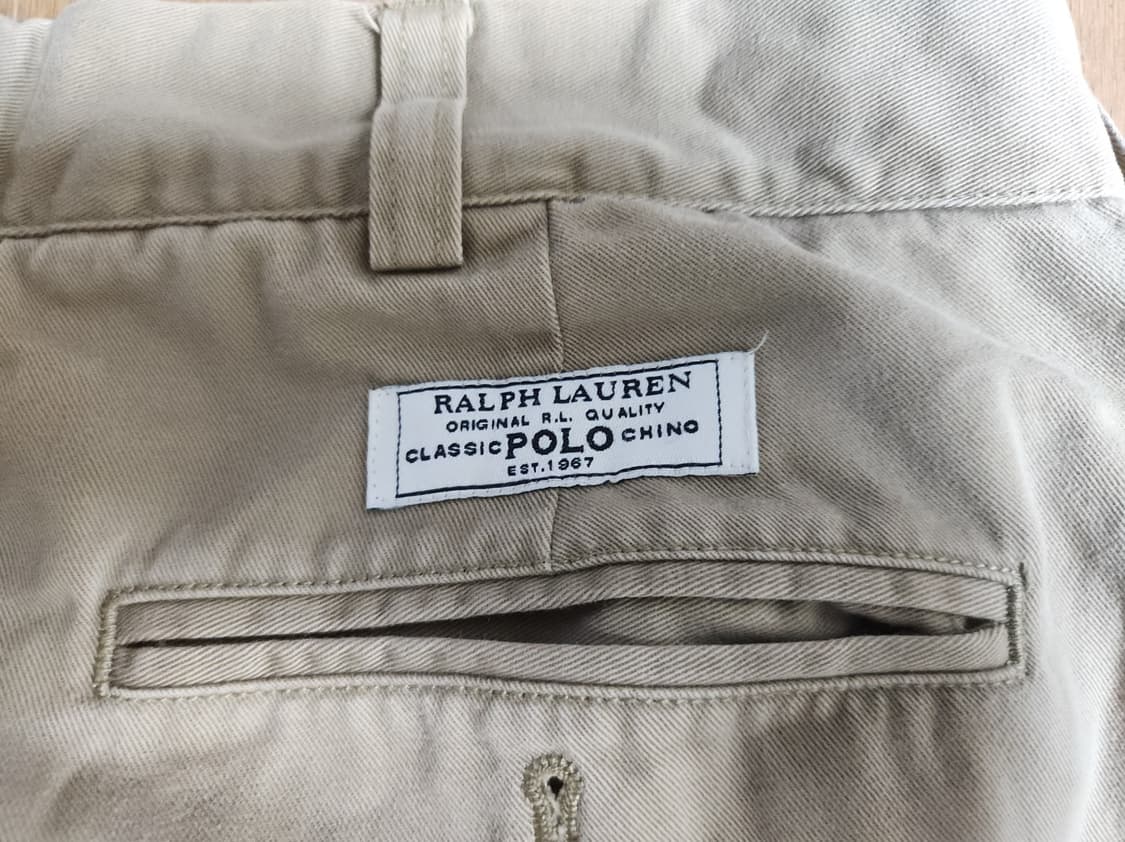 RALPH LAUREN
ORIGINAL R.L. QUALITY
CLASSIC POLO CHINO
EST. 1967